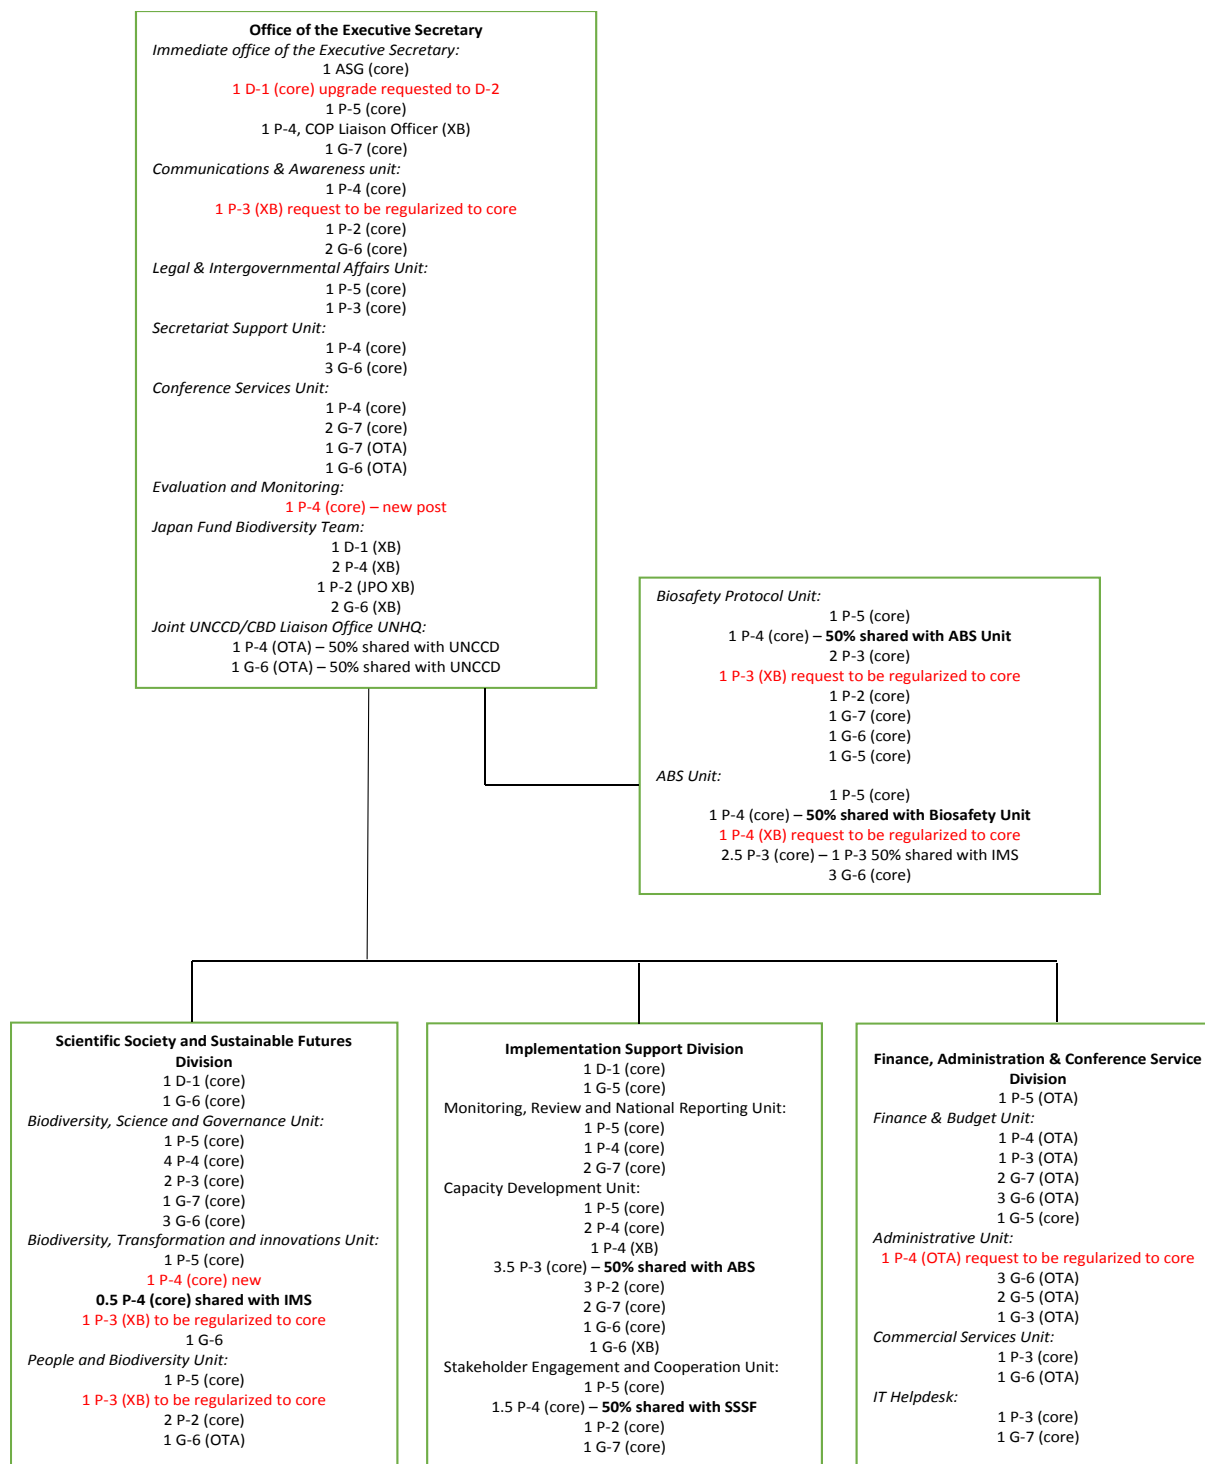 Office of the Executive Secretary
Immediate office of the Executive Secretary:
1 ASG (core)
1 D-1 (core) upgrade requested to D-2
1 P-5 (core)
1 P-4, COP Liaison Officer (XB)
1 G-7 (core)
Communications & Awareness unit:
1 P-4 (core)
1 P-3 (XB) request to be regularized to core
1 P-2 (core)
2 G-6 (core)
Legal & Intergovernmental Affairs Unit:
1 P-5 (core)
1 P-3 (core)
Secretariat Support Unit:
1 P-4 (core)
3 G-6 (core)
Conference Services Unit:
1 P-4 (core)
2 G-7 (core)
1 G-7 (OTA)
1 G-6 (OTA)
Evaluation and Monitoring:
1 P-4 (core) – new post
Japan Fund Biodiversity Team:
1 D-1 (XB)
2 P-4 (XB)
1 P-2 (JPO XB)
2 G-6 (XB)
Joint UNCCD/CBD Liaison Office UNHQ:
1 P-4 (OTA) – 50% shared with UNCCD
1 G-6 (OTA) – 50% shared with UNCCD
Biosafety Protocol Unit:
1 P-5 (core)
1 P-4 (core) – 50% shared with ABS Unit
2 P-3 (core)
1 P-3 (XB) request to be regularized to core
1 P-2 (core)
1 G-7 (core)
1 G-6 (core)
1 G-5 (core)
ABS Unit:
1 P-5 (core)
1 P-4 (core) – 50% shared with Biosafety Unit
1 P-4 (XB) request to be regularized to core
2.5 P-3 (core) – 1 P-3 50% shared with IMS
3 G-6 (core)
Scientific Society and Sustainable Futures
Division
1 D-1 (core)
1 G-6 (core)
Biodiversity, Science and Governance Unit:
1 P-5 (core)
4 P-4 (core)
2 P-3 (core)
1 G-7 (core)
3 G-6 (core)
Biodiversity, Transformation and innovations Unit:
1 P-5 (core)
1 P-4 (core) new
0.5 P-4 (core) shared with IMS
1 P-3 (XB) to be regularized to core
1 G-6
People and Biodiversity Unit:
1 P-5 (core)
1 P-3 (XB) to be regularized to core
2 P-2 (core)
1 G-6 (OTA)
Implementation Support Division
1 D-1 (core)
1 G-5 (core)
Monitoring, Review and National Reporting Unit:
1 P-5 (core)
1 P-4 (core)
2 G-7 (core)
Capacity Development Unit:
1 P-5 (core)
2 P-4 (core)
1 P-4 (XB)
3.5 P-3 (core) – 50% shared with ABS
3 P-2 (core)
2 G-7 (core)
1 G-6 (core)
1 G-6 (XB)
Stakeholder Engagement and Cooperation Unit:
1 P-5 (core)
1.5 P-4 (core) – 50% shared with SSSF
1 P-2 (core)
1 G-7 (core)
Finance, Administration & Conference Service
Division
1 P-5 (OTA)
Finance & Budget Unit:
1 P-4 (OTA)
1 P-3 (OTA)
2 G-7 (OTA)
3 G-6 (OTA)
1 G-5 (core)
Administrative Unit:
1 P-4 (OTA) request to be regularized to core
3 G-6 (OTA)
2 G-5 (OTA)
1 G-3 (OTA)
Commercial Services Unit:
1 P-3 (core)
1 G-6 (OTA)
IT Helpdesk:
1 P-3 (core)
1 G-7 (core)